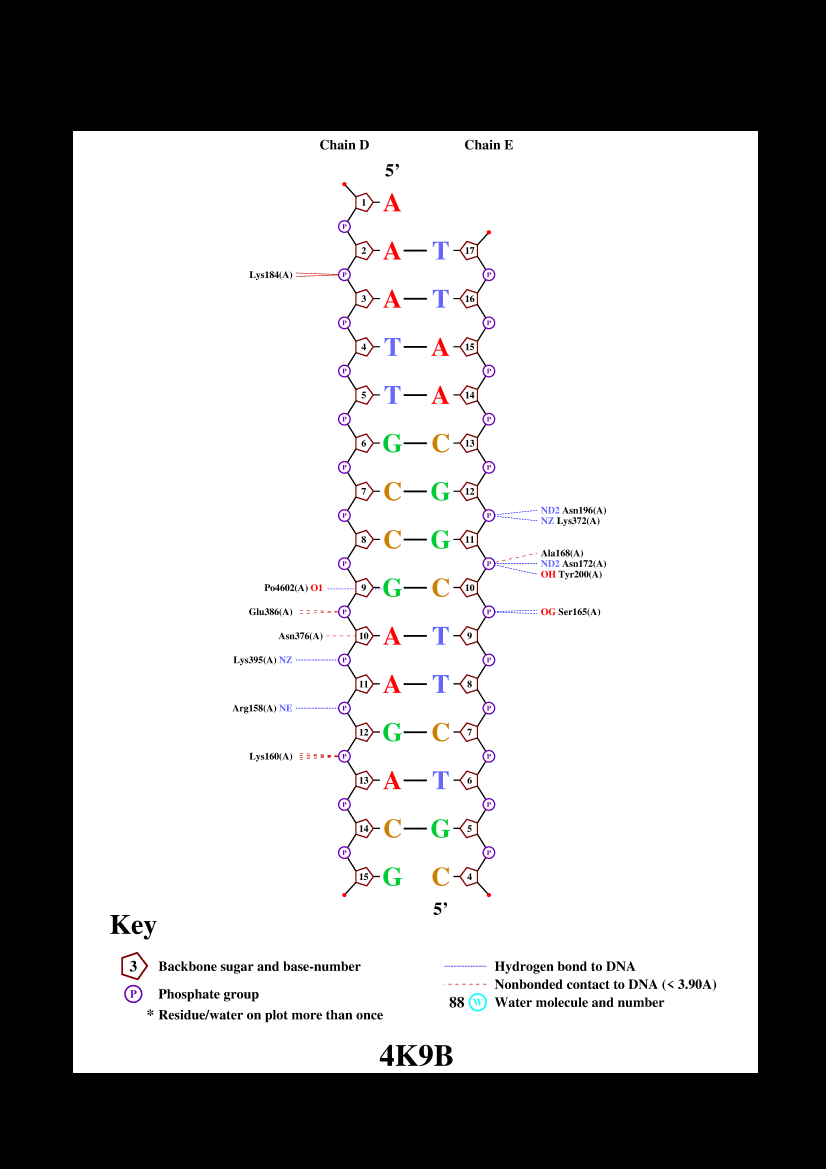 Chain D Chain E
5’
1 A
P
2 A T 17
Lys184(A) P P
3 A T 16
P P
4 T A 15
P P
5 T A 14
P P
6 G C 13
P P
7 C G 12
ND2 Asn196(A)
P P
NZ Lys372(A)
8 C G 11
Ala168(A)
P P ND2 Asn172(A)
OH Tyr200(A)
Po4602(A) O1 9 G C 10
Glu386(A) P P OG Ser165(A)
Asn376(A) 10 A T 9
Lys395(A) NZ P P
11 A T 8
Arg158(A) NE P P
12 G C 7
Lys160(A) P P
13 A T 6
P P
14 C G 5
P P
15 G C 4
5’
Key
3 Backbone sugar and base-number
P Phosphate group
* Residue/water on plot more than once
Hydrogen bond to DNA
Nonbonded contact to DNA (< 3.90A)
88 W Water molecule and number
4K9B